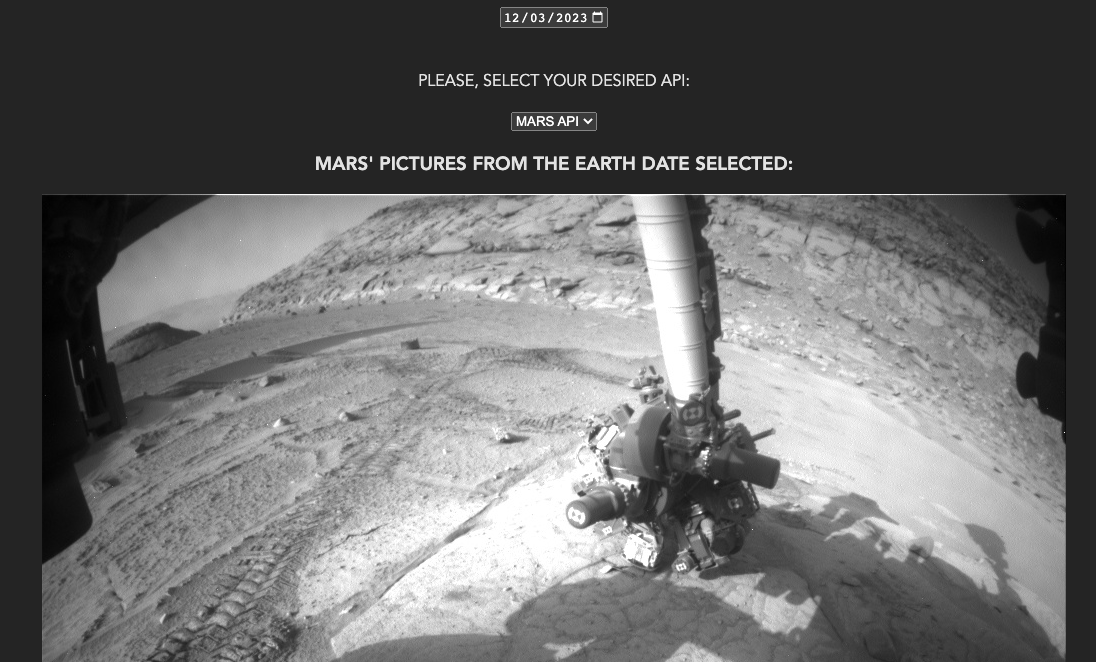 12/03/2023
PLEASE, SELECT YOUR DESIRED API:
MARS API
MARS' PICTURES FROM THE EARTH DATE SELECTED: